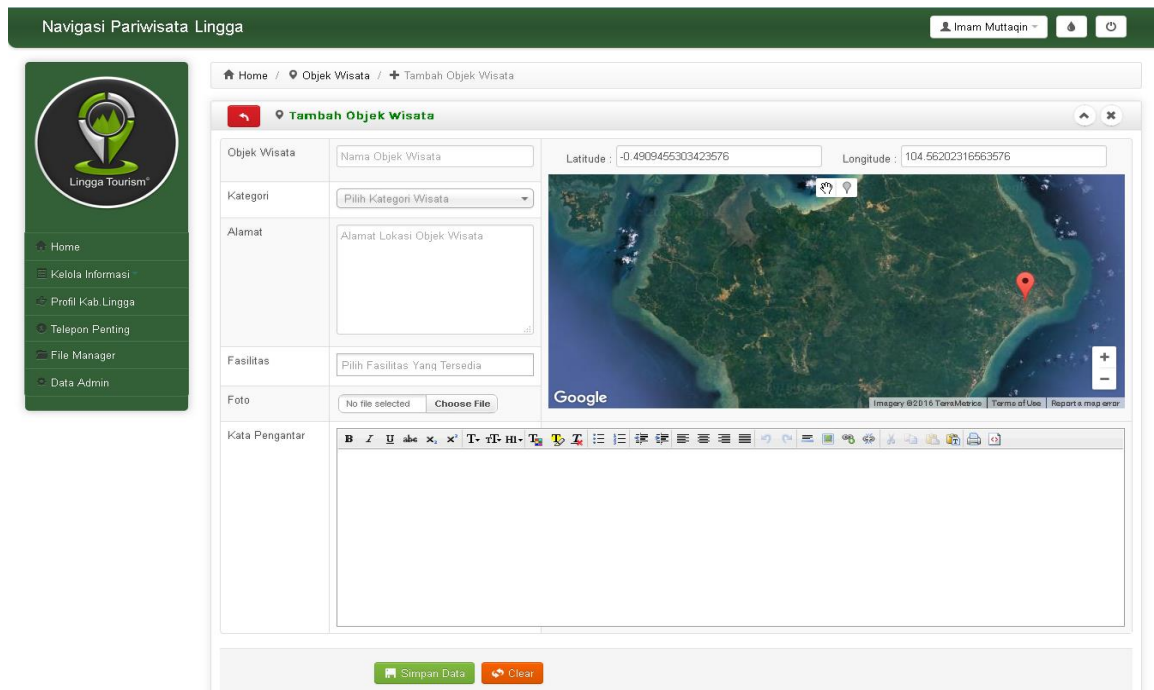 Navigasi Pariwisata Lingga
Imam Muttaqin
Lingga Tourism®
Home
Kelola Informasi
Profil Kab.Lingga
Telepon Penting
File Manager
Data Admin
Home / Objek Wisata / Tambah Objek Wisata
Tambah Objek Wisata
Objek Wisata
Nama Objek Wisata
Latitude : -0.4909455303423576
Longitude : 104.56202316563576
Kategori
Pilih Kategori Wisata
Alamat
Alamat Lokasi Objek Wisata
Fasilitas
Pilih Fasilitas Yang Tersedia
Foto
No file selected Choose File
Google
Imagery ©2016 TerraMetrics Terms of Use Report a map error
Kata Pengantar
Simpan Data
Clear